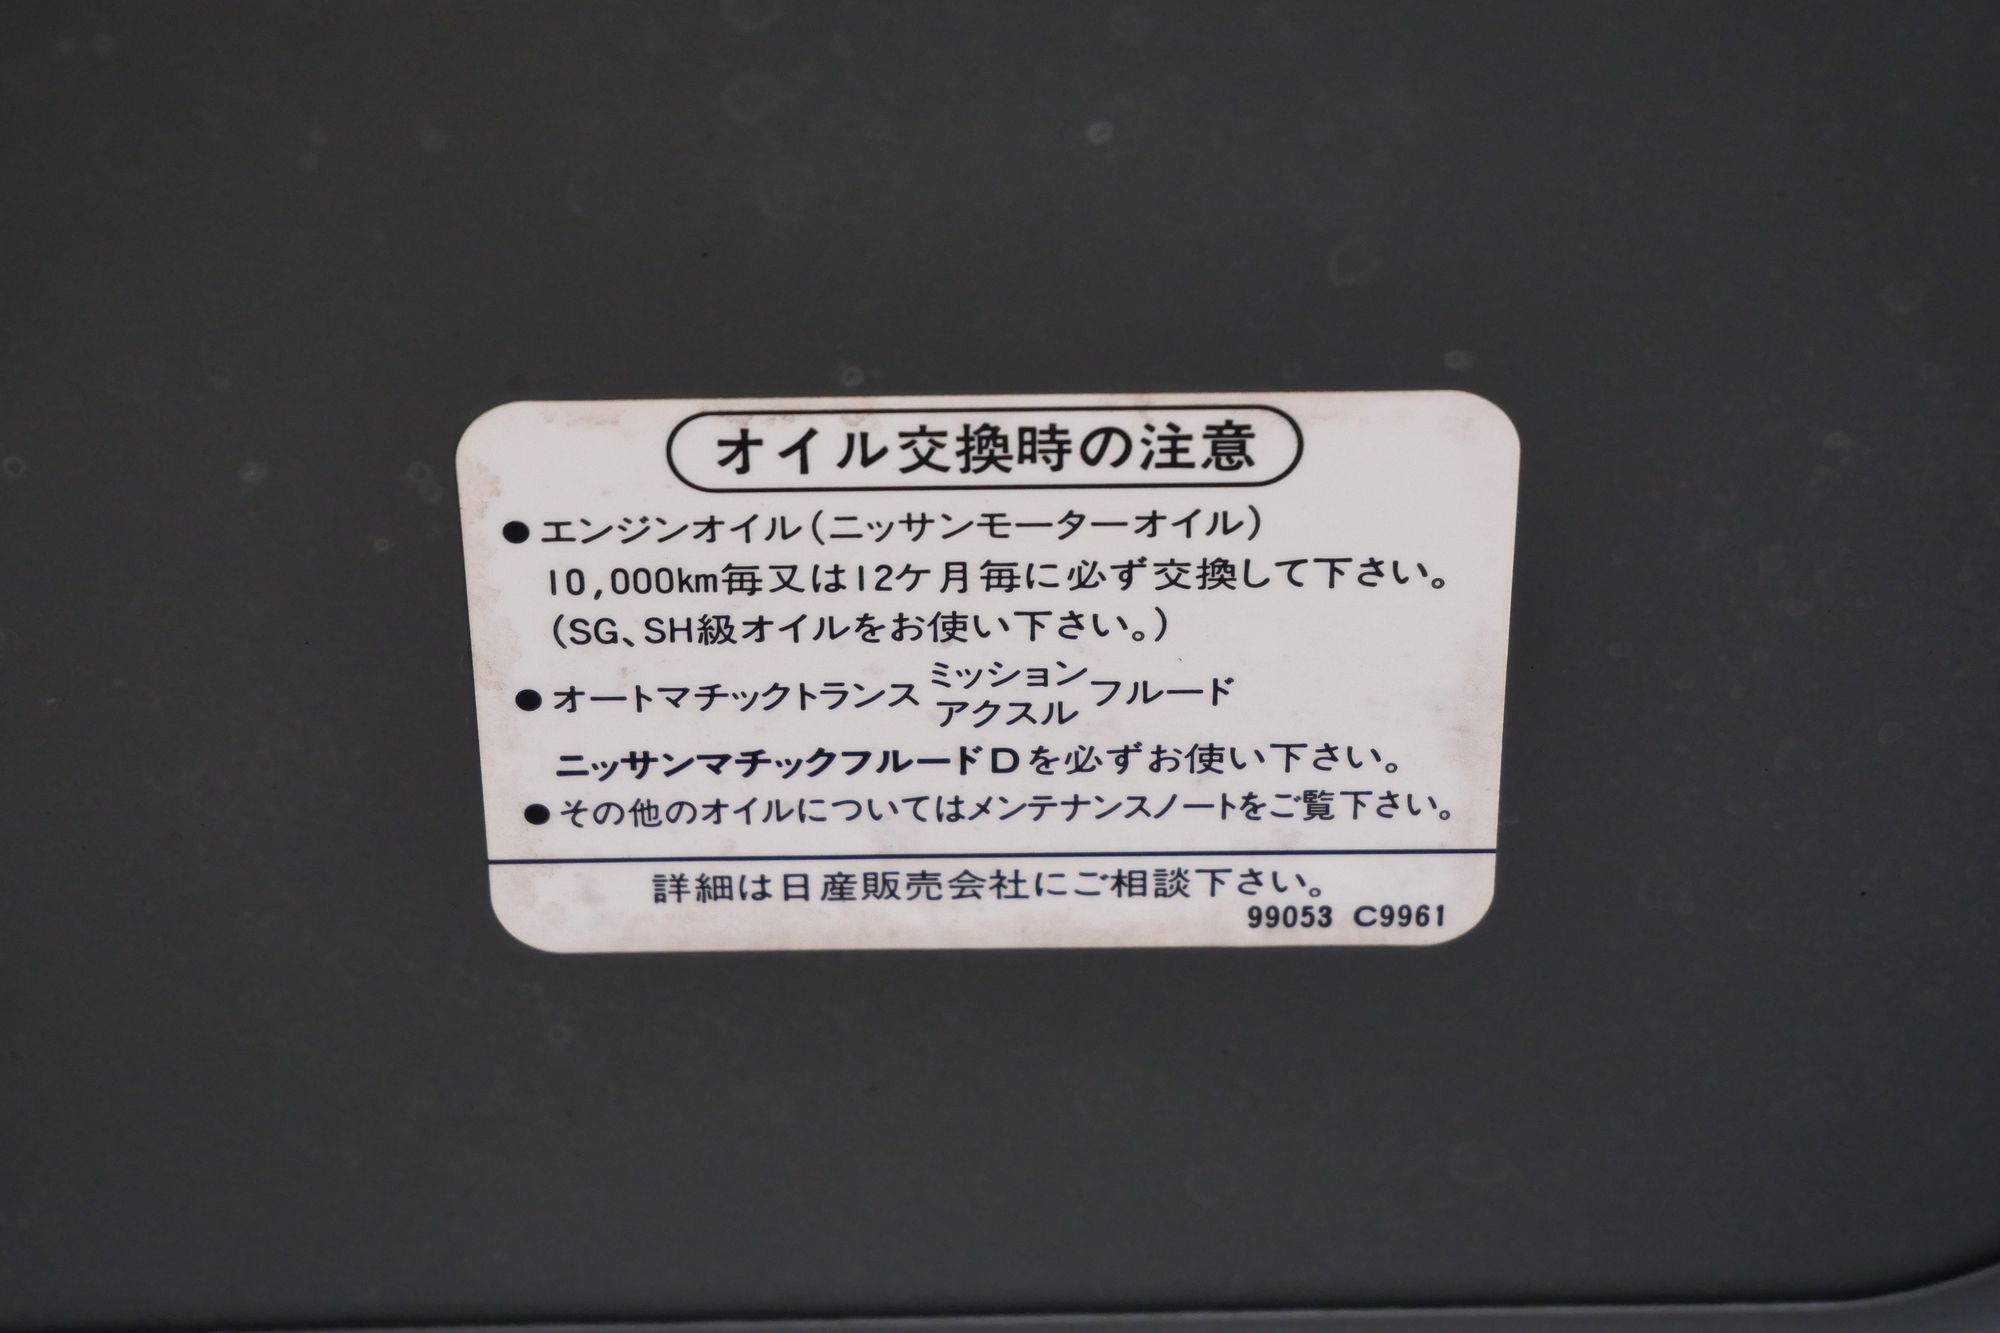 オイル交換時の注意
●エンジンオイル(ニッサンモーターオイル)
10,000km毎又は12ケ月毎に必ず交換して下さい。
(SG、SH級オイルをお使い下さい。)
●オートマチックトランス ミッション フルード
アクスル
ニッサンマチックフルードDを必ずお使い下さい。
●その他のオイルについてはメンテナンスノートをご覧下さい。
詳細は日産販売会社にご相談下さい。
99053 C9961